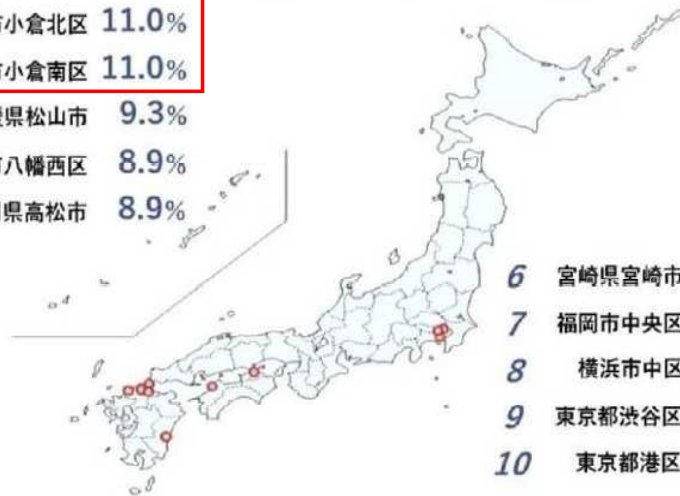 市小倉北区 11.0%
市小倉南区 11.0%
県松山市 9.3%
市八幡西区 8.9%
県高松市 8.9%
6 宮崎県宮崎市
7 福岡市中央区
8 横浜市中区
9 東京都渋谷区
10 東京都港区